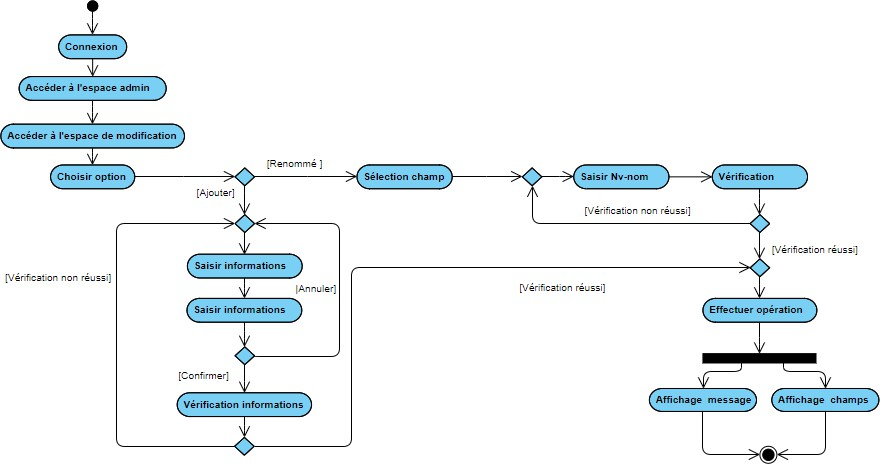 Connexion
Accéder à l'espace admin
Accéder à l'espace de modification
Choisir option
[Renommé ]
Sélection champ
Saisir Nv-nom
Vérification
[Ajouter]
[Vérification non réussi]
[Vérification réussi]
Saisir informations
[Vérification non réussi]
|Annuler]
[Vérification réussi]
Saisir informations
Effectuer opération
[Confirmer]
Vérification informations
Affichage message
Affichage champs